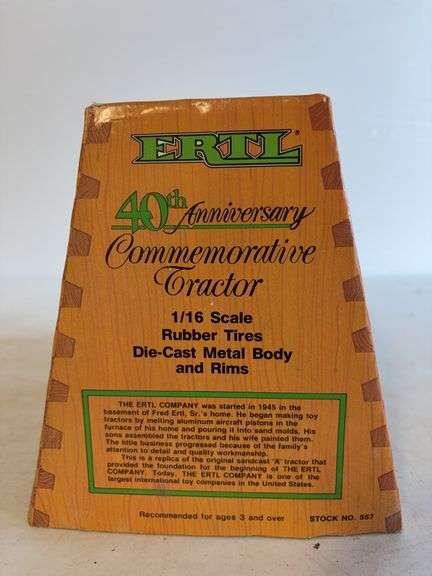 ERTL®
40th Anniversary
Commemorative
Tractor
1/16 Scale
Rubber Tires
Die-Cast Metal Body
and Rims
THE ERTL COMPANY was started in 1945 in the
basement of Fred Ertl, Sr.'s home. He began making toy
tractors by melting aluminum aircraft pistons in the
furnace of his home and pouring it into sand molds. His
sons assembled the tractors and his wife painted them.
The little business progressed because of the family's
attention to detail and quality workmanship.
This is a replica of the original sandcast "A" tractor that
provided the foundation for the beginning of THE ERTL
COMPANY. Today, THE ERTL COMPANY is one of the
largest international toy companies in the United States.
Recommended for ages 3 and over STOCK NO. 557